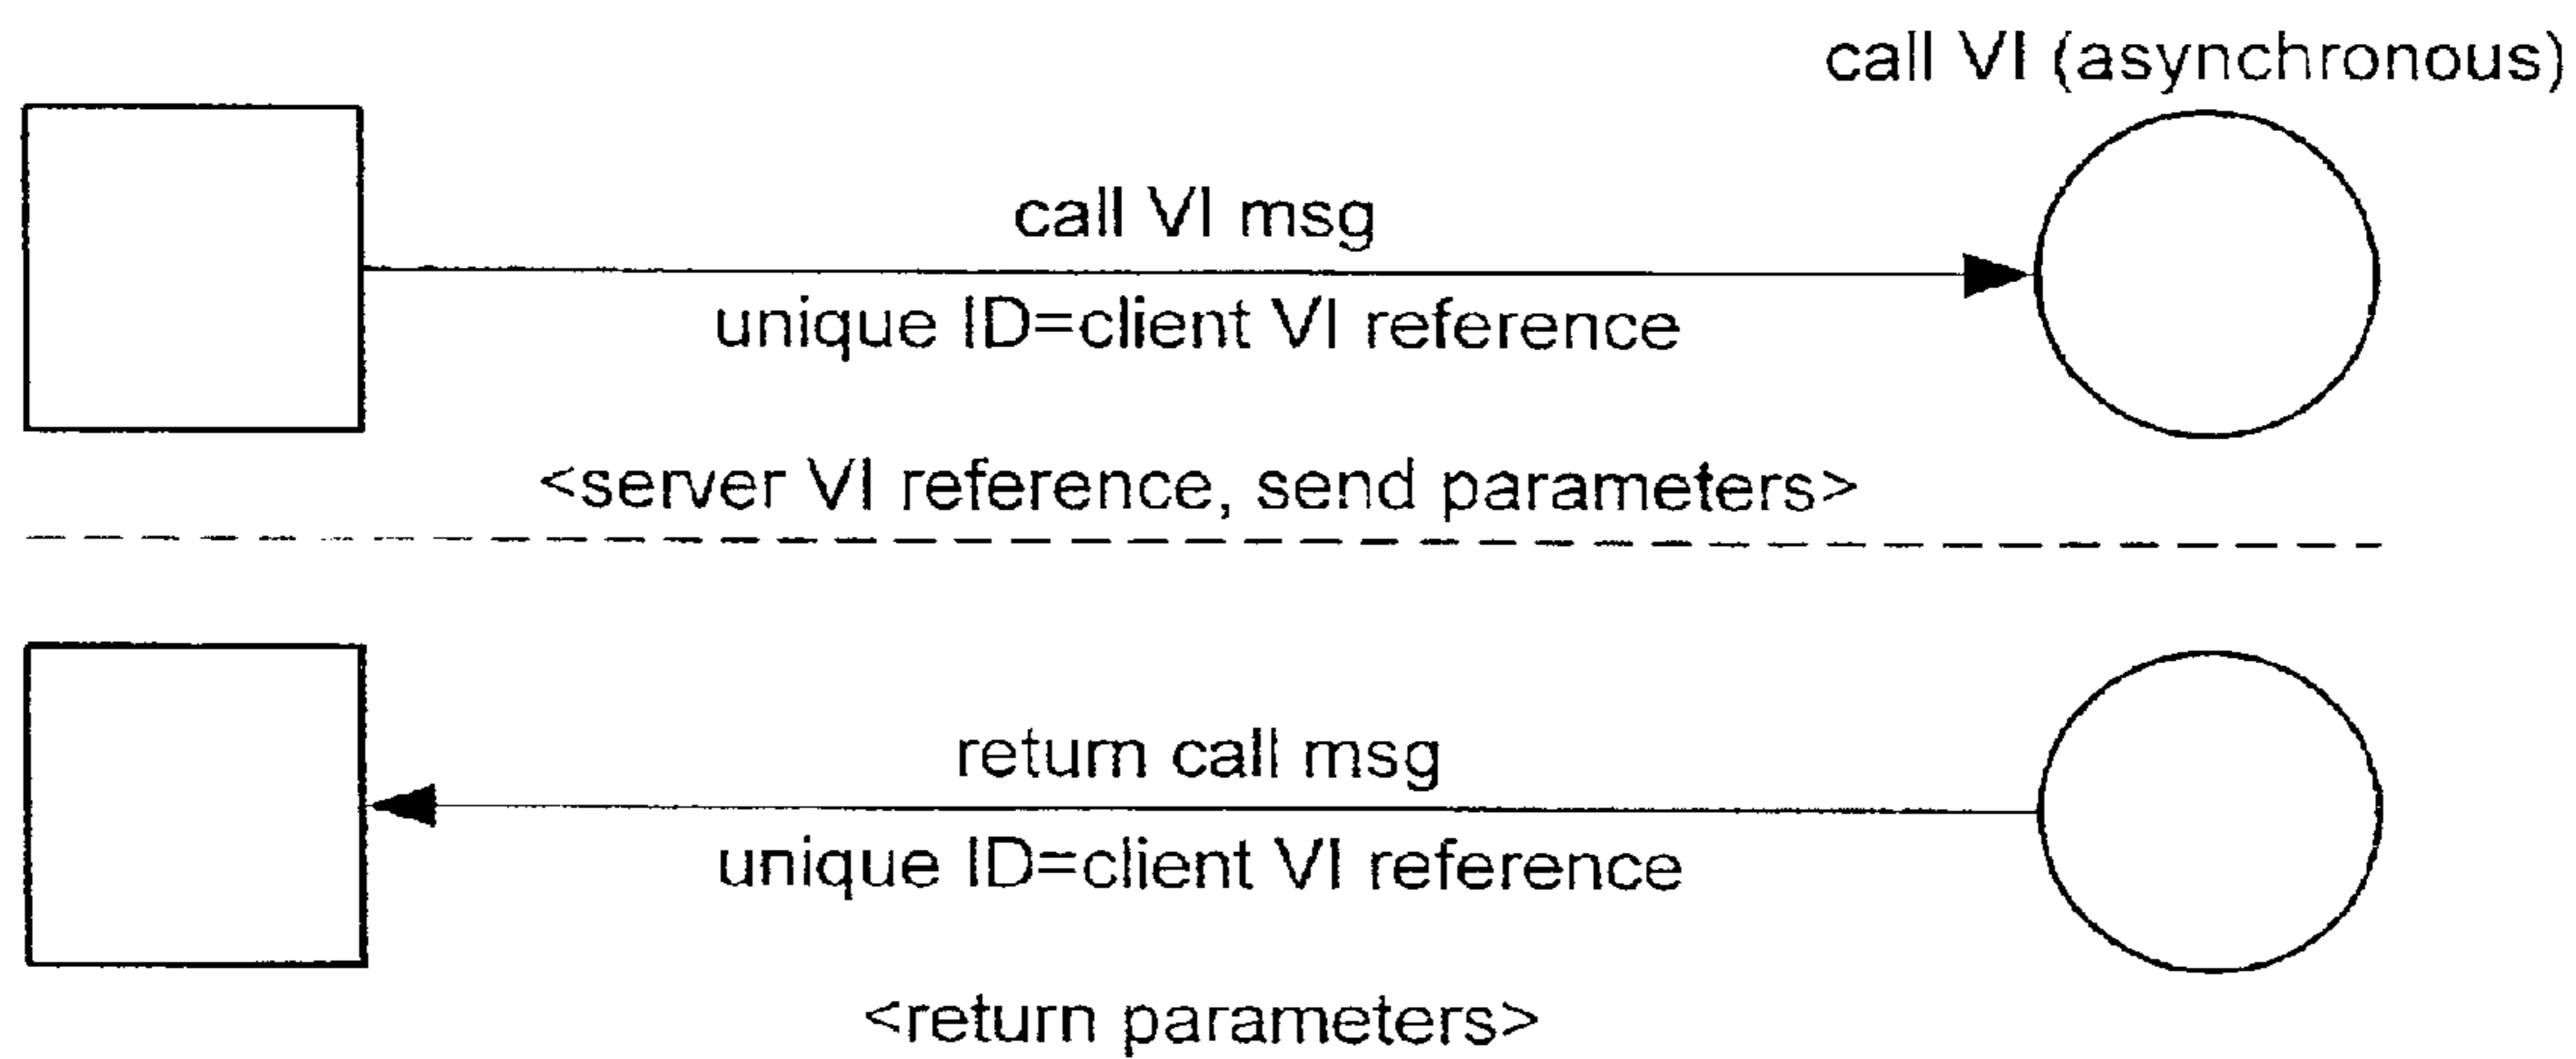 call VI (asynchronous)
call VI msg
unique ID=client VI reference
<server VI reference, send parameters>
return call msg
unique ID=client VI reference
<return parameters>